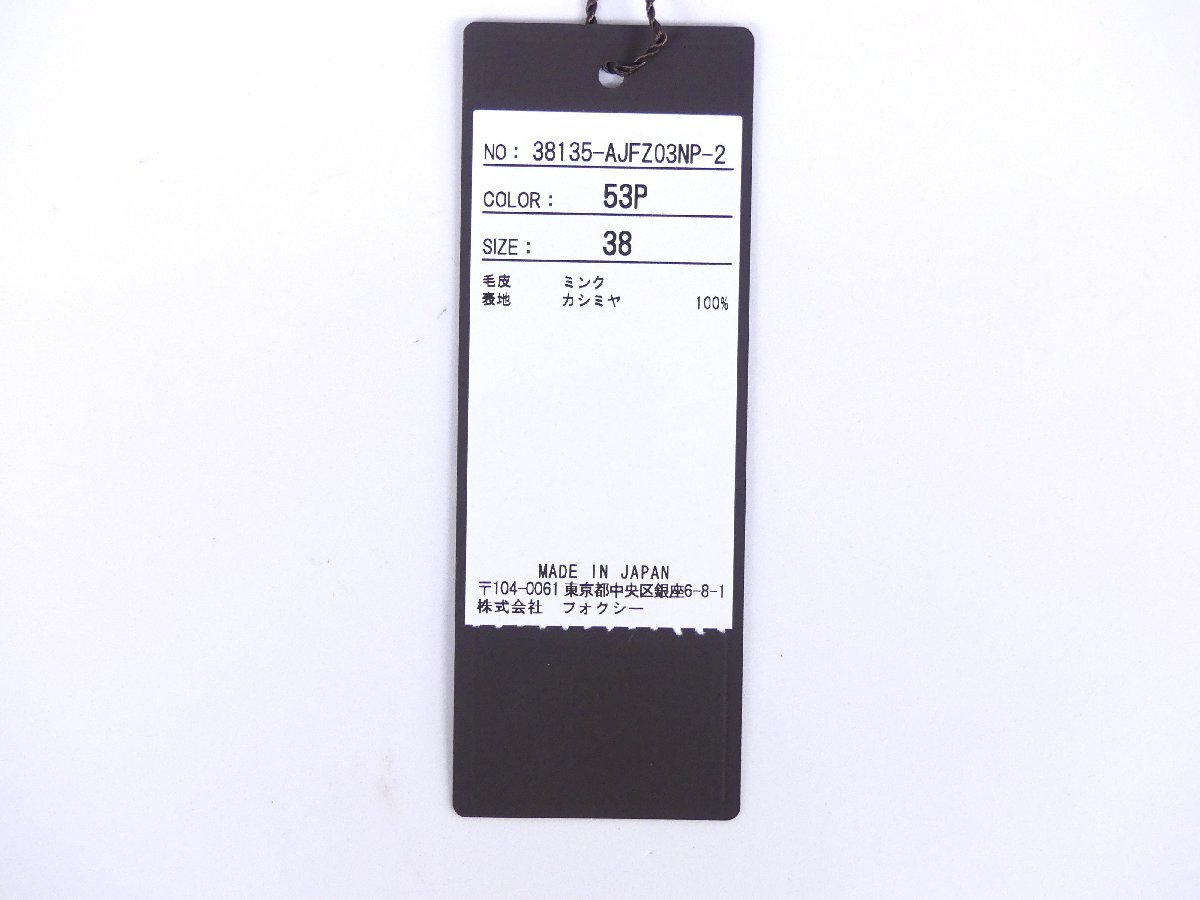 NO: 38135-AJFZ03NP-2
COLOR: 53P
SIZE: 38
毛皮 ミンク
表地 カシミヤ 100%
MADE IN JAPAN
〒104-0061 東京都中央区銀座6-8-1
株式会社 フォクシー